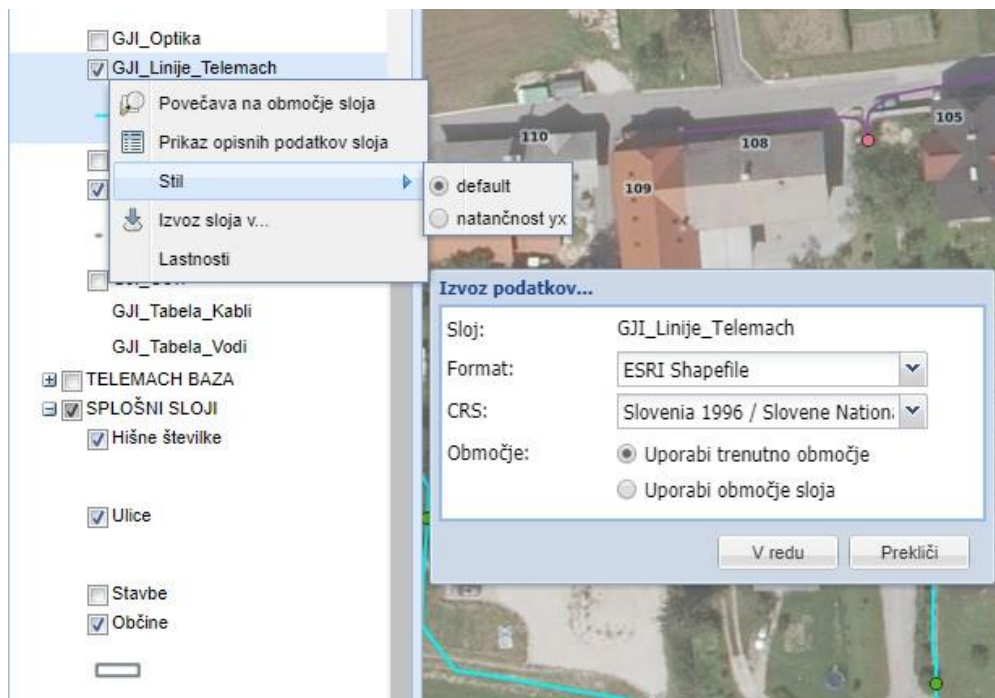 GJI_Optika
GJI_Linije_Telemach
Povečava na območje sloja
Prikaz opisnih podatkov sloja
Stil
default
natančnost yx
Izvoz sloja v...
Lastnosti
GJI_Tabela_Kabli
GJI_Tabela_Vodi
TELEMACH BAZA
SPLOŠNI SLOJI
Hišne številke
Ulice
Stavbe
Občine
110
108
105
109
Izvoz podatkov...
Sloj: GJI_Linije_Telemach
Format: ESRI Shapefile
CRS: Slovenia 1996 / Slovene Nation
Območje: Uporabi trenutno območje
Uporabi območje sloja
V redu Prekliči